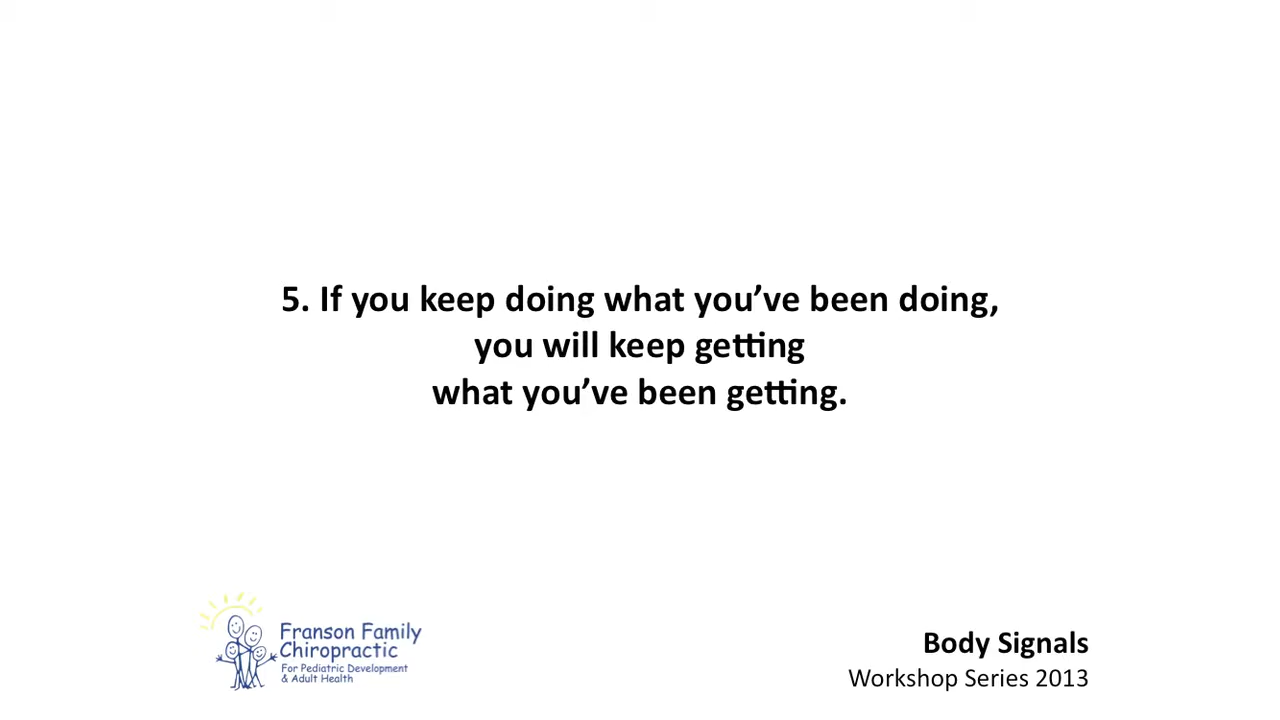 5. If you keep doing what you’ve been doing,
you will keep getting
what you’ve been getting.
Franson Family
Chiropractic
For Pediatric Development
& Adult Health
Body Signals
Workshop Series 2013